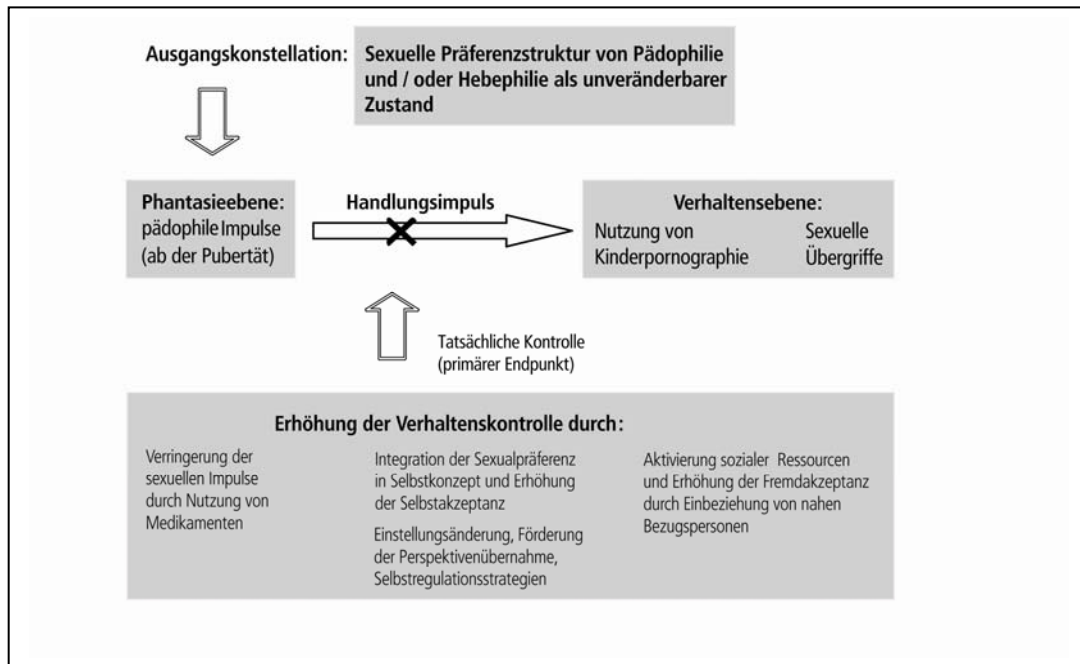 Ausgangskonstellation:
Sexuelle Präferenzstruktur von Pädophilie
und / oder Hebephilie als unveränderbarer
Zustand
Phantasieebene:
pädophile Impulse
(ab der Pubertät)
Handlungsimpuls
Verhaltensebene:
Nutzung von
Kinderpornographie
Sexuelle
Übergriffe
Tatsächliche Kontrolle
(primärer Endpunkt)
Erhöhung der Verhaltenskontrolle durch:
Verringerung der
sexuellen Impulse
durch Nutzung von
Medikamenten
Integration der Sexualpräferenz
in Selbstkonzept und Erhöhung
der Selbstakzeptanz
Einstellungsänderung, Förderung
der Perspektivenübernahme,
Selbstregulationsstrategien
Aktivierung sozialer Ressourcen
und Erhöhung der Fremdakzeptanz
durch Einbeziehung von nahen
Bezugspersonen